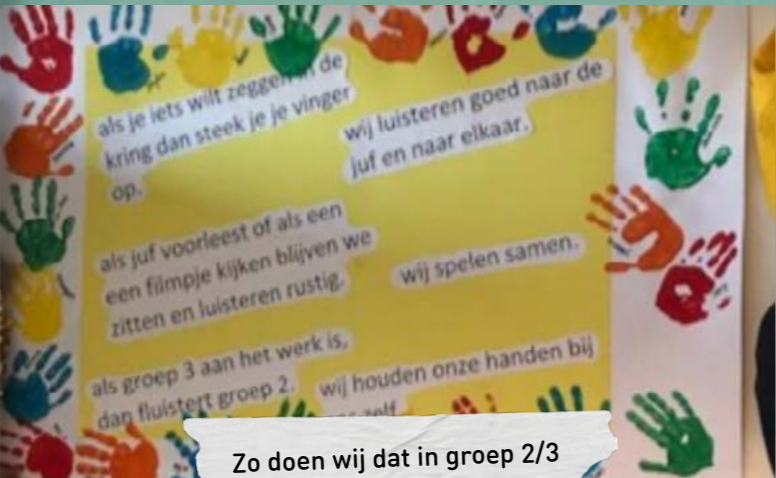 als je iets wilt zeggen in de
kring dan steek je je vinger
op.
wij luisteren goed naar de
juf en naar elkaar.
als juf voorleest of als een
een filmpje kijken blijven we
zitten en luisteren rustig.
wij spelen samen.
als groep 3 aan het werk is,
dan fluistert groep 2.
wij houden onze handen bij
zelf
Zo doen wij dat in groep 2/3